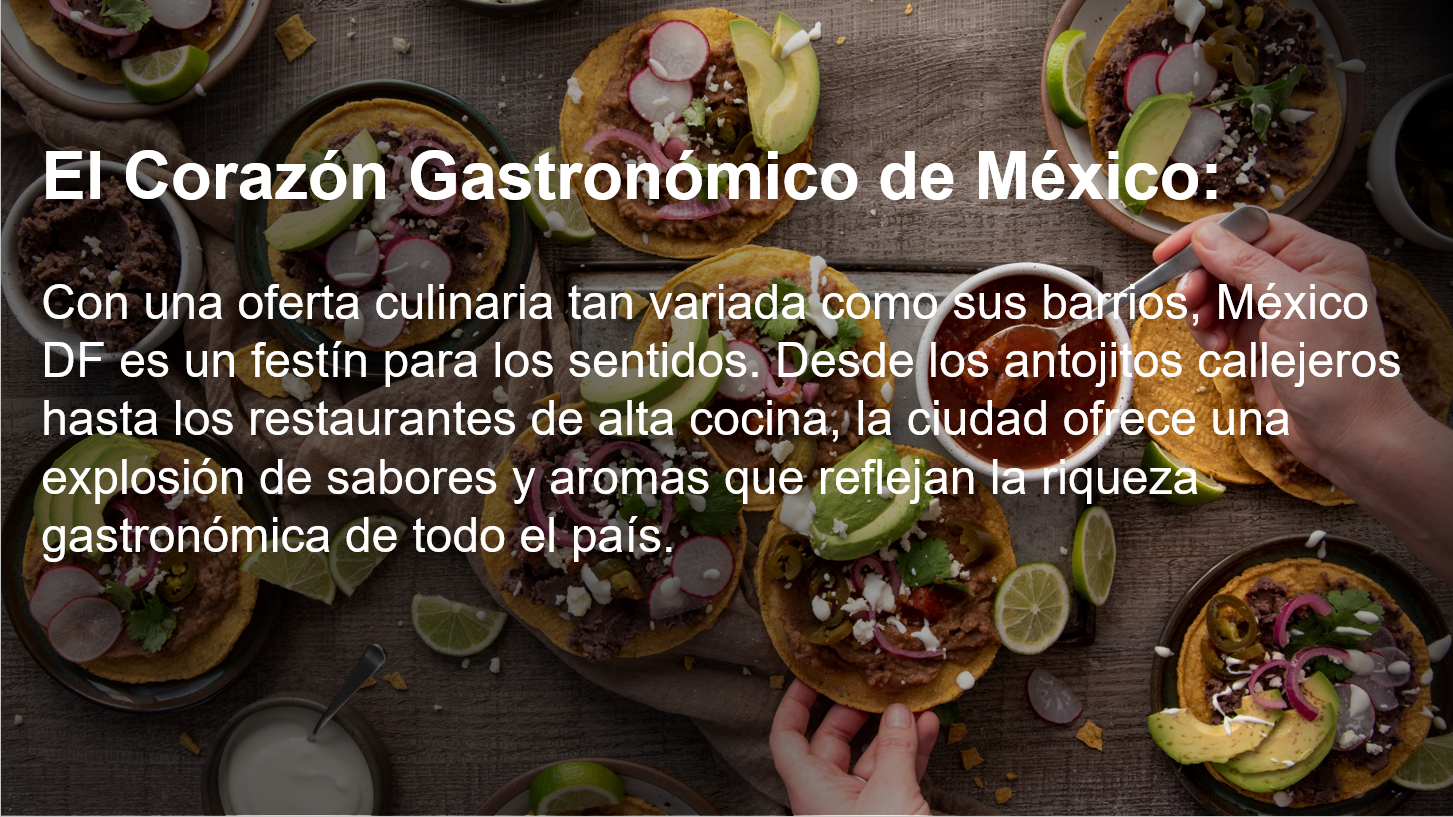 El Corazón Gastronómico de México:
Con una oferta culinaria tan variada como sus barrios, México
DF es un festín para los sentidos. Desde los antojitos callejeros
hasta los restaurantes de alta cocina, la ciudad ofrece una
explosión de sabores y aromas que reflejan la riqueza
gastronómica de todo el país.